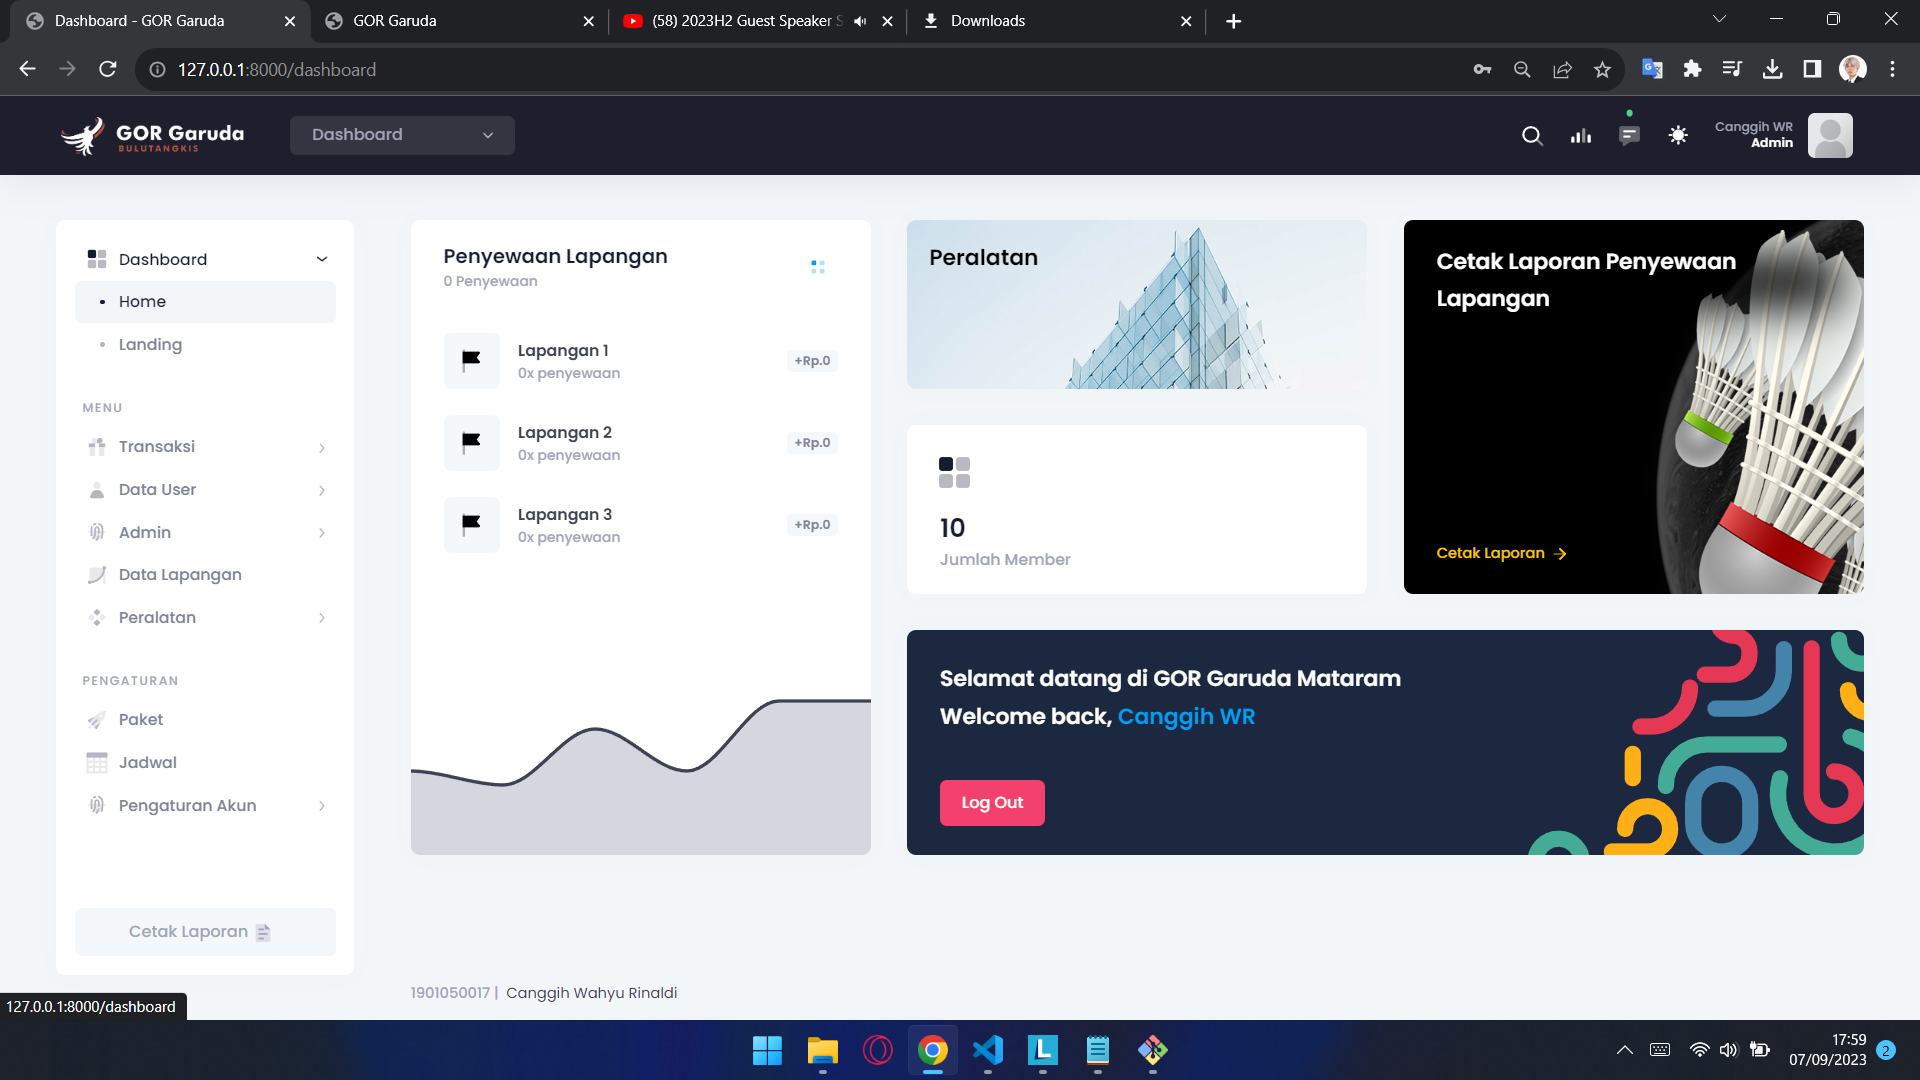 Dashboard - GOR Garuda
GOR Garuda
(58) 2023H2 Guest Speaker S
Downloads
127.0.0.1:8000/dashboard
GOR Garuda
BULUTANGKIS
Dashboard
Canggih WR
Admin
Dashboard
Home
Landing
MENU
Transaksi
Data User
Admin
Data Lapangan
Peralatan
PENGATURAN
Paket
Jadwal
Pengaturan Akun
Cetak Laporan
Penyewaan Lapangan
0 Penyewaan
Lapangan 1
0x penyewaan
+Rp.0
Lapangan 2
0x penyewaan
+Rp.0
Lapangan 3
0x penyewaan
+Rp.0
Peralatan
10
Jumlah Member
Cetak Laporan Penyewaan
Lapangan
Cetak Laporan
Selamat datang di GOR Garuda Mataram
Welcome back, Canggih WR
Log Out
1901050017 | Canggih Wahyu Rinaldi
127.0.0.1:8000/dashboard
17:59
07/09/2023
2